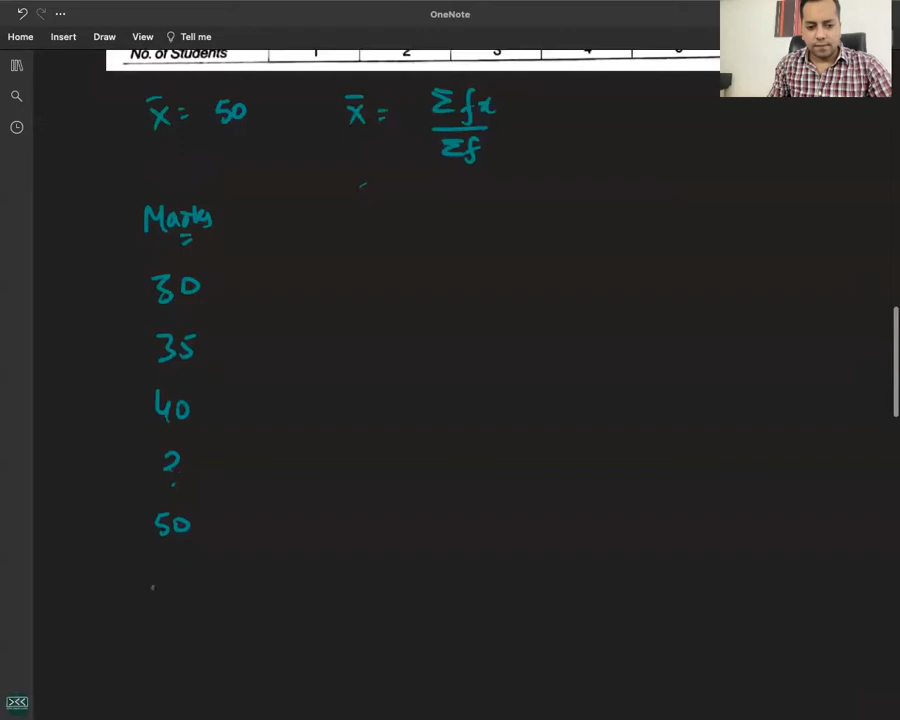 OneNote
Home Insert Draw View Tell me
No. of Students 1 2 3
x̄ = 50 x̄ = Σfx / Σf
Marks
30
35
40
?
50